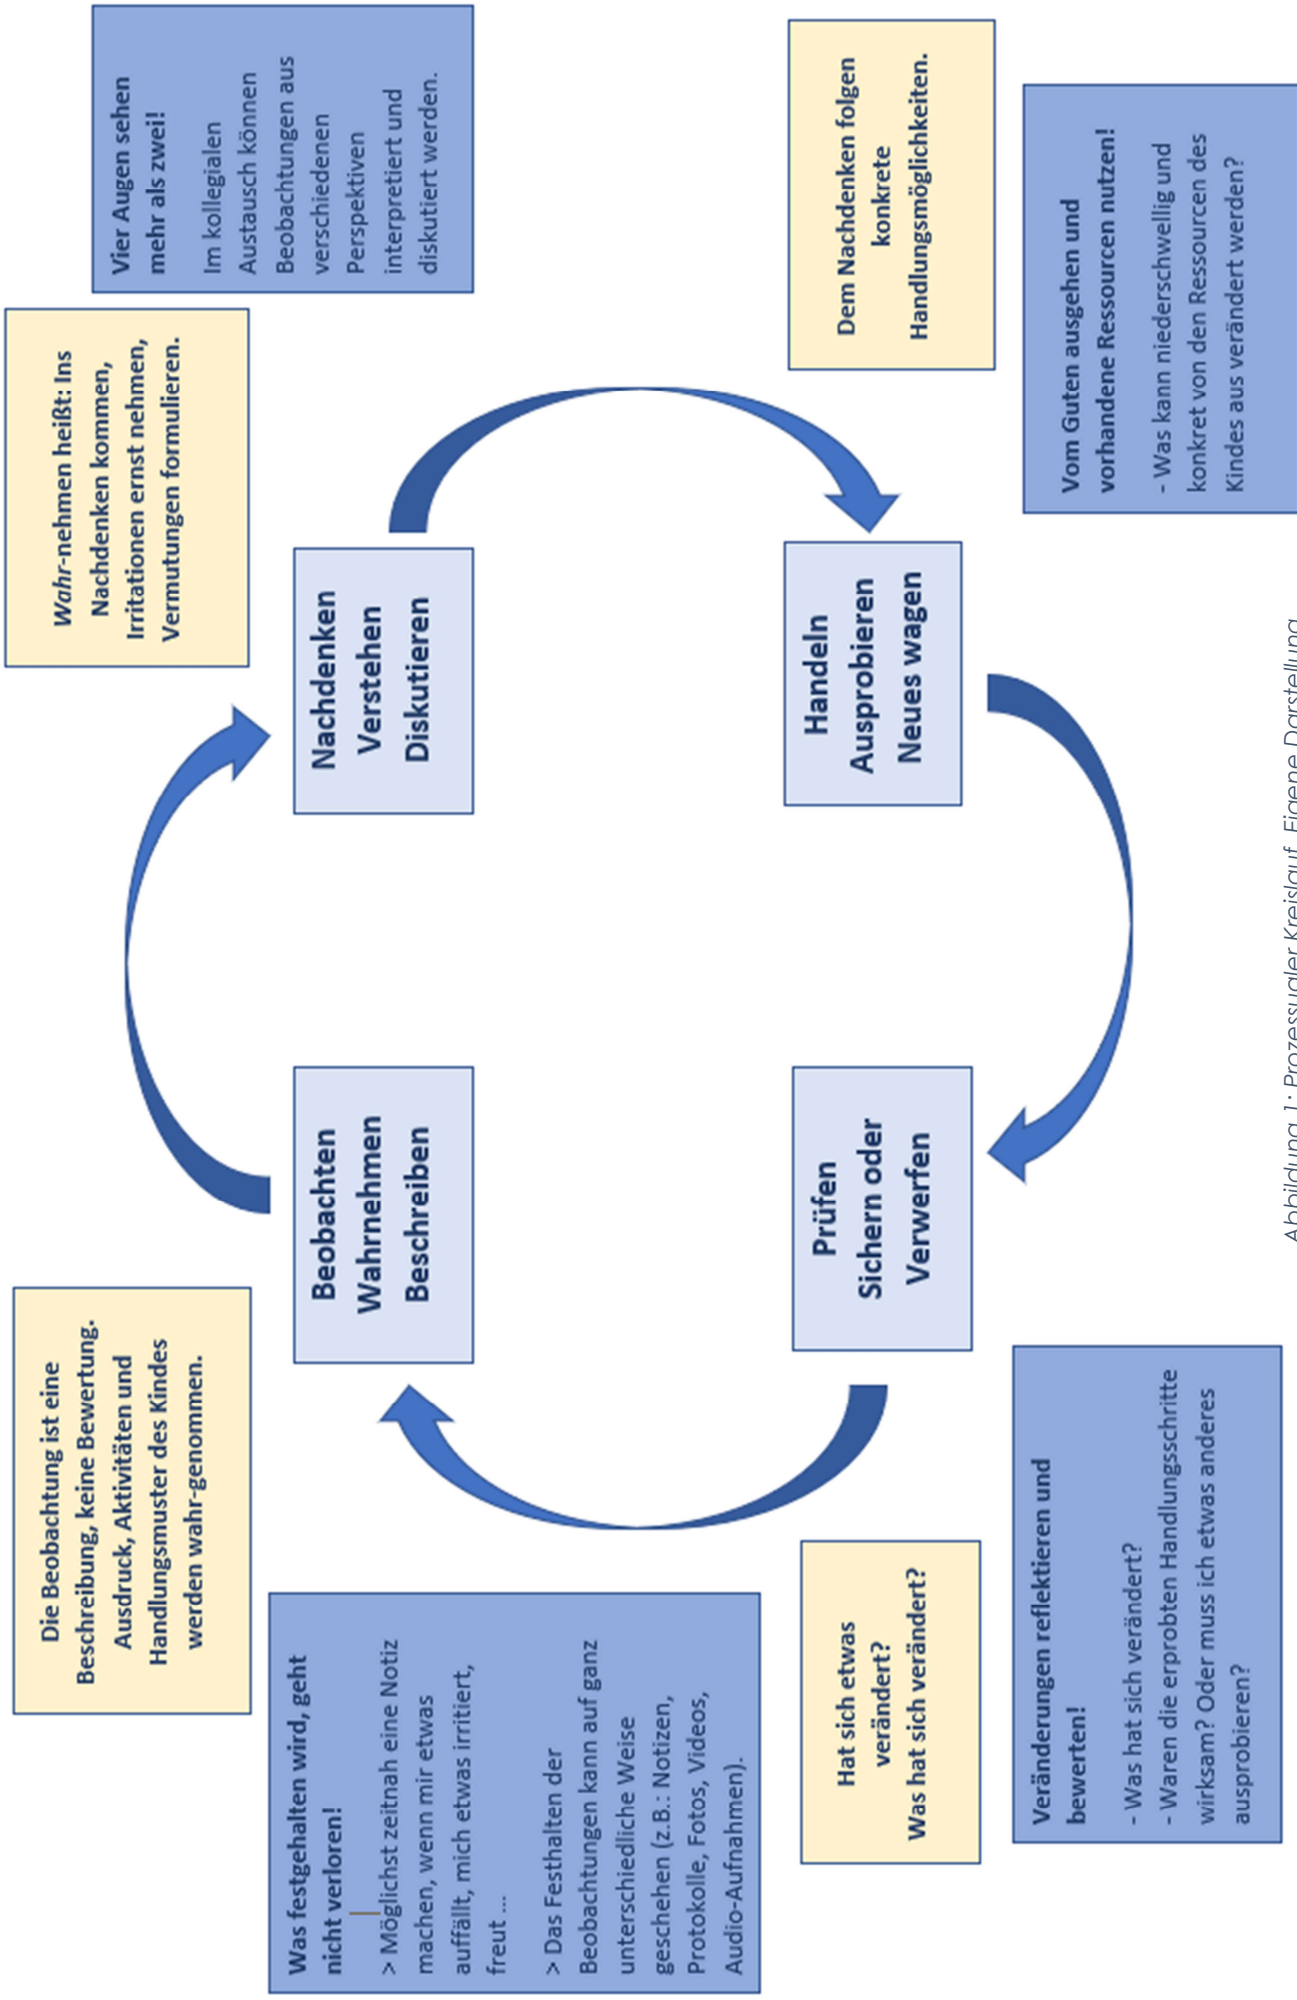 Die Beobachtung ist eine
Beschreibung, keine Bewertung.
Ausdruck, Aktivitäten und
Handlungsmuster des Kindes
werden wahr-genommen.
Wahr-nehmen heißt: Ins
Nachdenken kommen,
Irritationen ernst nehmen,
Vermutungen formulieren.
Vier Augen sehen
mehr als zwei!
Im kollegialen
Austausch können
Beobachtungen aus
verschiedenen
Perspektiven
interpretiert und
diskutiert werden.
Was festgehalten wird, geht
nicht verloren!
> Möglichst zeitnah eine Notiz
machen, wenn mir etwas
auffällt, mich etwas irritiert,
freut ...
> Das Festhalten der
Beobachtungen kann auf ganz
unterschiedliche Weise
geschehen (z.B.: Notizen,
Protokolle, Fotos, Videos,
Audio-Aufnahmen).
Beobachten
Wahrnehmen
Beschreiben
Nachdenken
Verstehen
Diskutieren
Hat sich etwas
verändert?
Was hat sich verändert?
Prüfen
Sichern oder
Verwerfen
Handeln
Ausprobieren
Neues wagen
Dem Nachdenken folgen
konkrete
Handlungsmöglichkeiten.
Veränderungen reflektieren und
bewerten!
- Was hat sich verändert?
- Waren die erprobten Handlungsschritte
wirksam? Oder muss ich etwas anderes
ausprobieren?
Vom Guten ausgehen und
vorhandene Ressourcen nutzen!
- Was kann niederschwellig und
konkret von den Ressourcen des
Kindes aus verändert werden?
Abbildung 1: Prozessualer Kreislauf, Eigene Darstellung